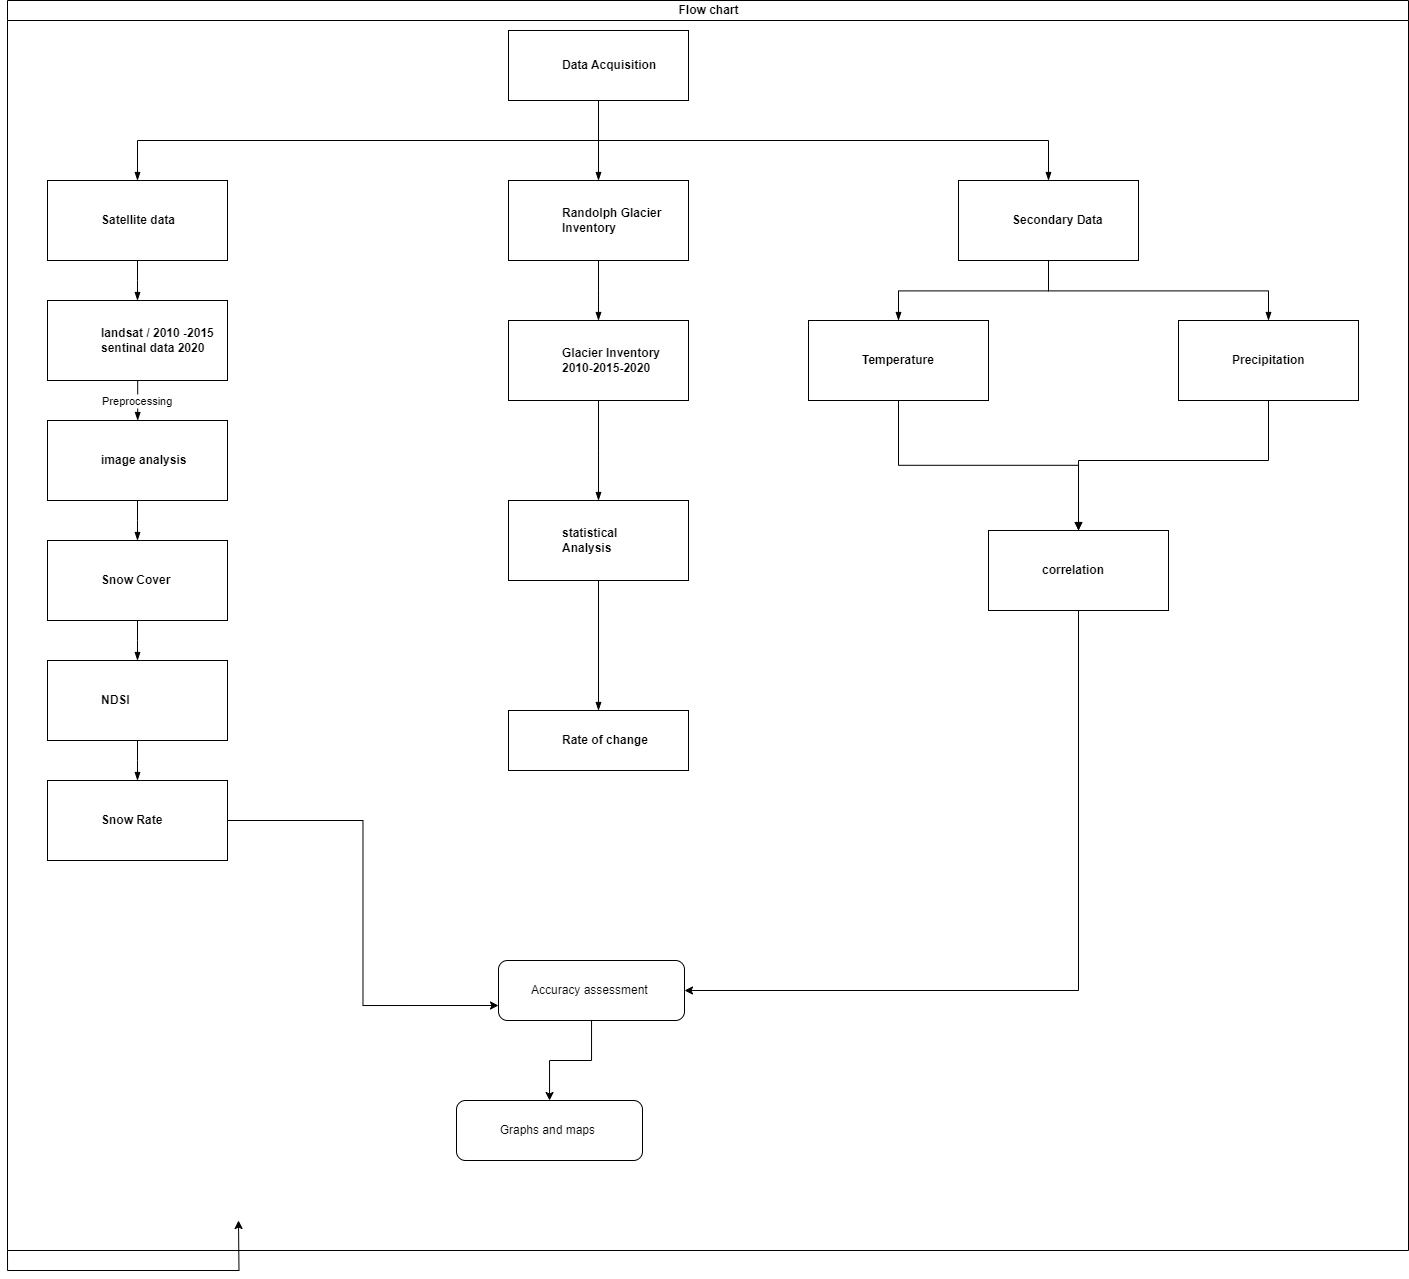 Flow chart
Data Acquisition
Satellite data
Randolph Glacier
Inventory
Secondary Data
landsat / 2010 -2015
sentinal data 2020
Glacier Inventory
2010-2015-2020
Temperature
Precipitation
Preprocessing
image analysis
statistical
Analysis
correlation
Snow Cover
NDSI
Rate of change
Snow Rate
Accuracy assessment
Graphs and maps